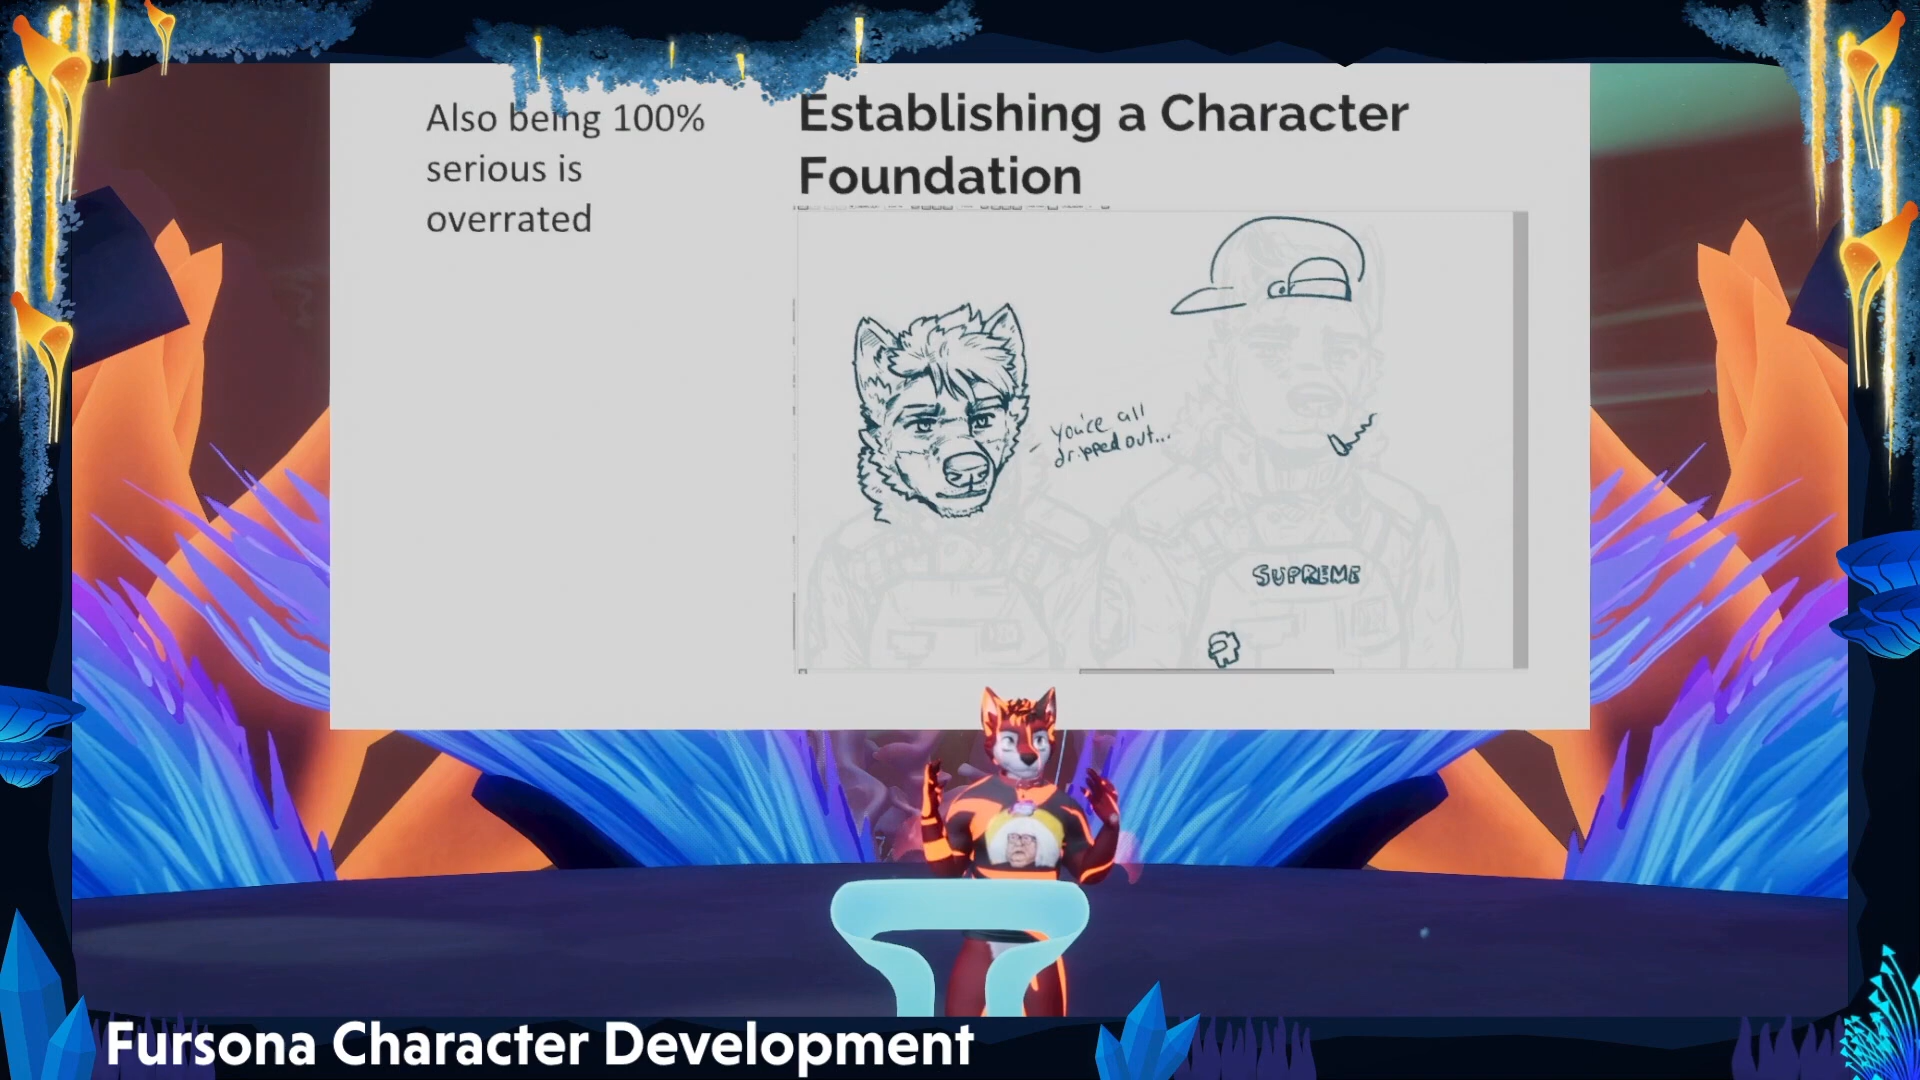 Also being 100%
serious is
overrated
Establishing a Character
Foundation
You're all
dripped out...
SUPREME
Fursona Character Development